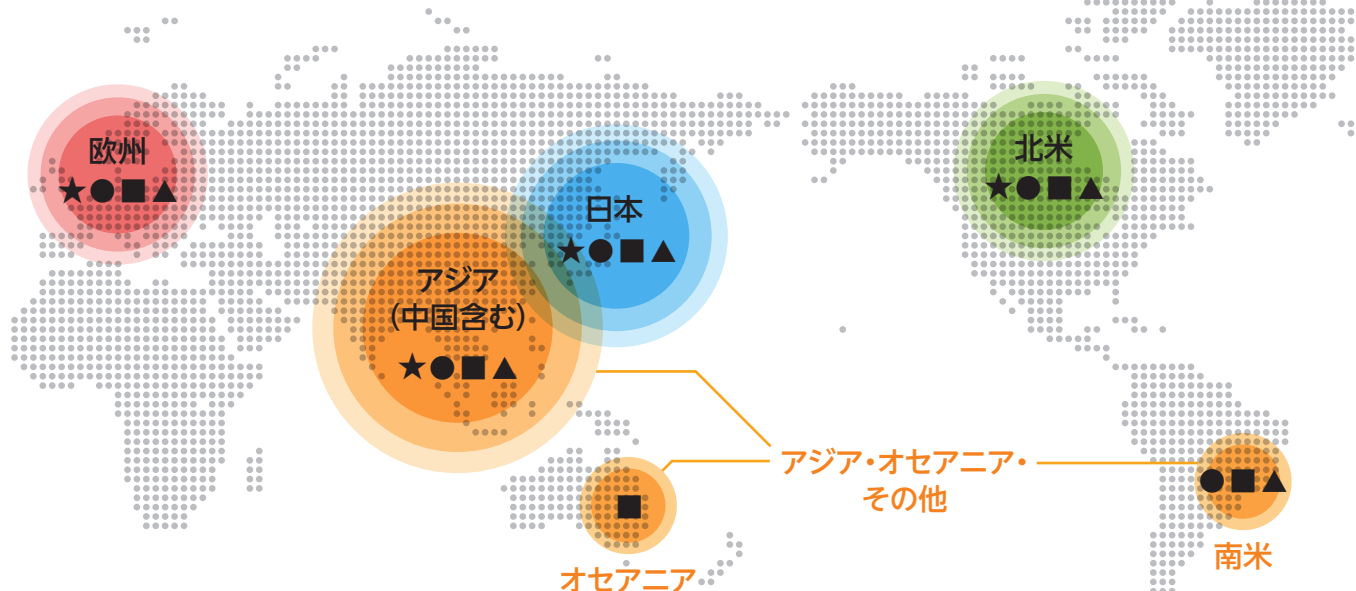 欧州
★●■▲
日本
★●■▲
北米
★●■▲
アジア
（中国含む）
★●■▲
アジア・オセアニア・
その他
■
オセアニア
●■▲
南米